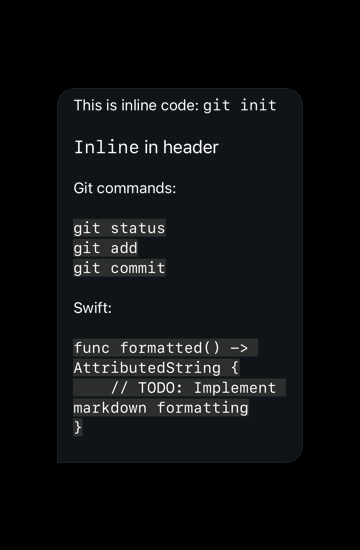 This is inline code: git init
Inline in header
Git commands:
git status
git add
git commit
Swift:
func formatted() ->
AttributedString {
    // TODO: Implement
markdown formatting
}